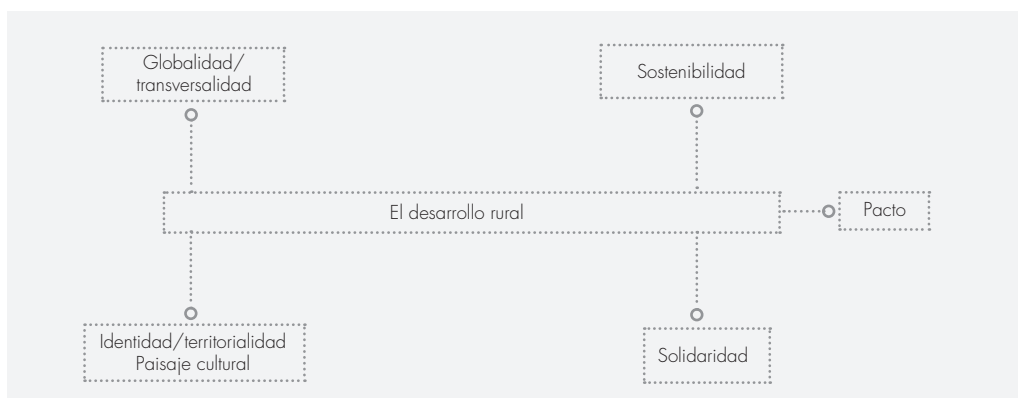 Globalidad/
transversalidad
Sostenibilidad
El desarrollo rural
Pacto
Identidad/territorialidad
Paisaje cultural
Solidaridad